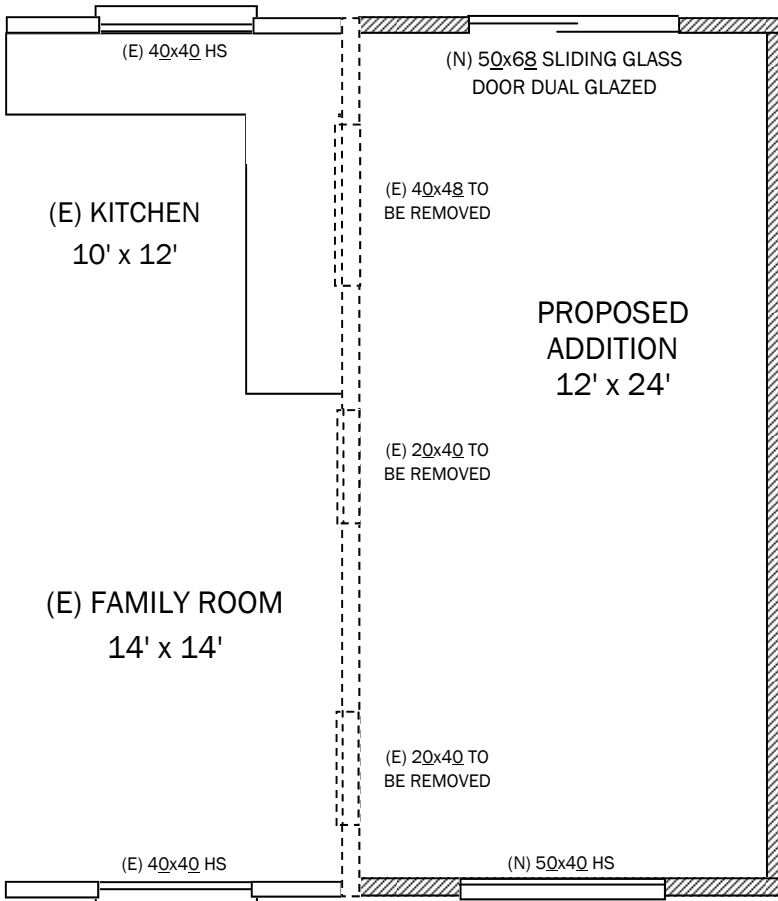 (E) 40x40 HS
(N) 50x68 SLIDING GLASS
DOOR DUAL GLAZED
(E) 40x48 TO
BE REMOVED
(E) KITCHEN
10' x 12'
PROPOSED
ADDITION
12' x 24'
(E) 20x40 TO
BE REMOVED
(E) FAMILY ROOM
14' x 14'
(E) 20x40 TO
BE REMOVED
(E) 40x40 HS
(N) 50x40 HS